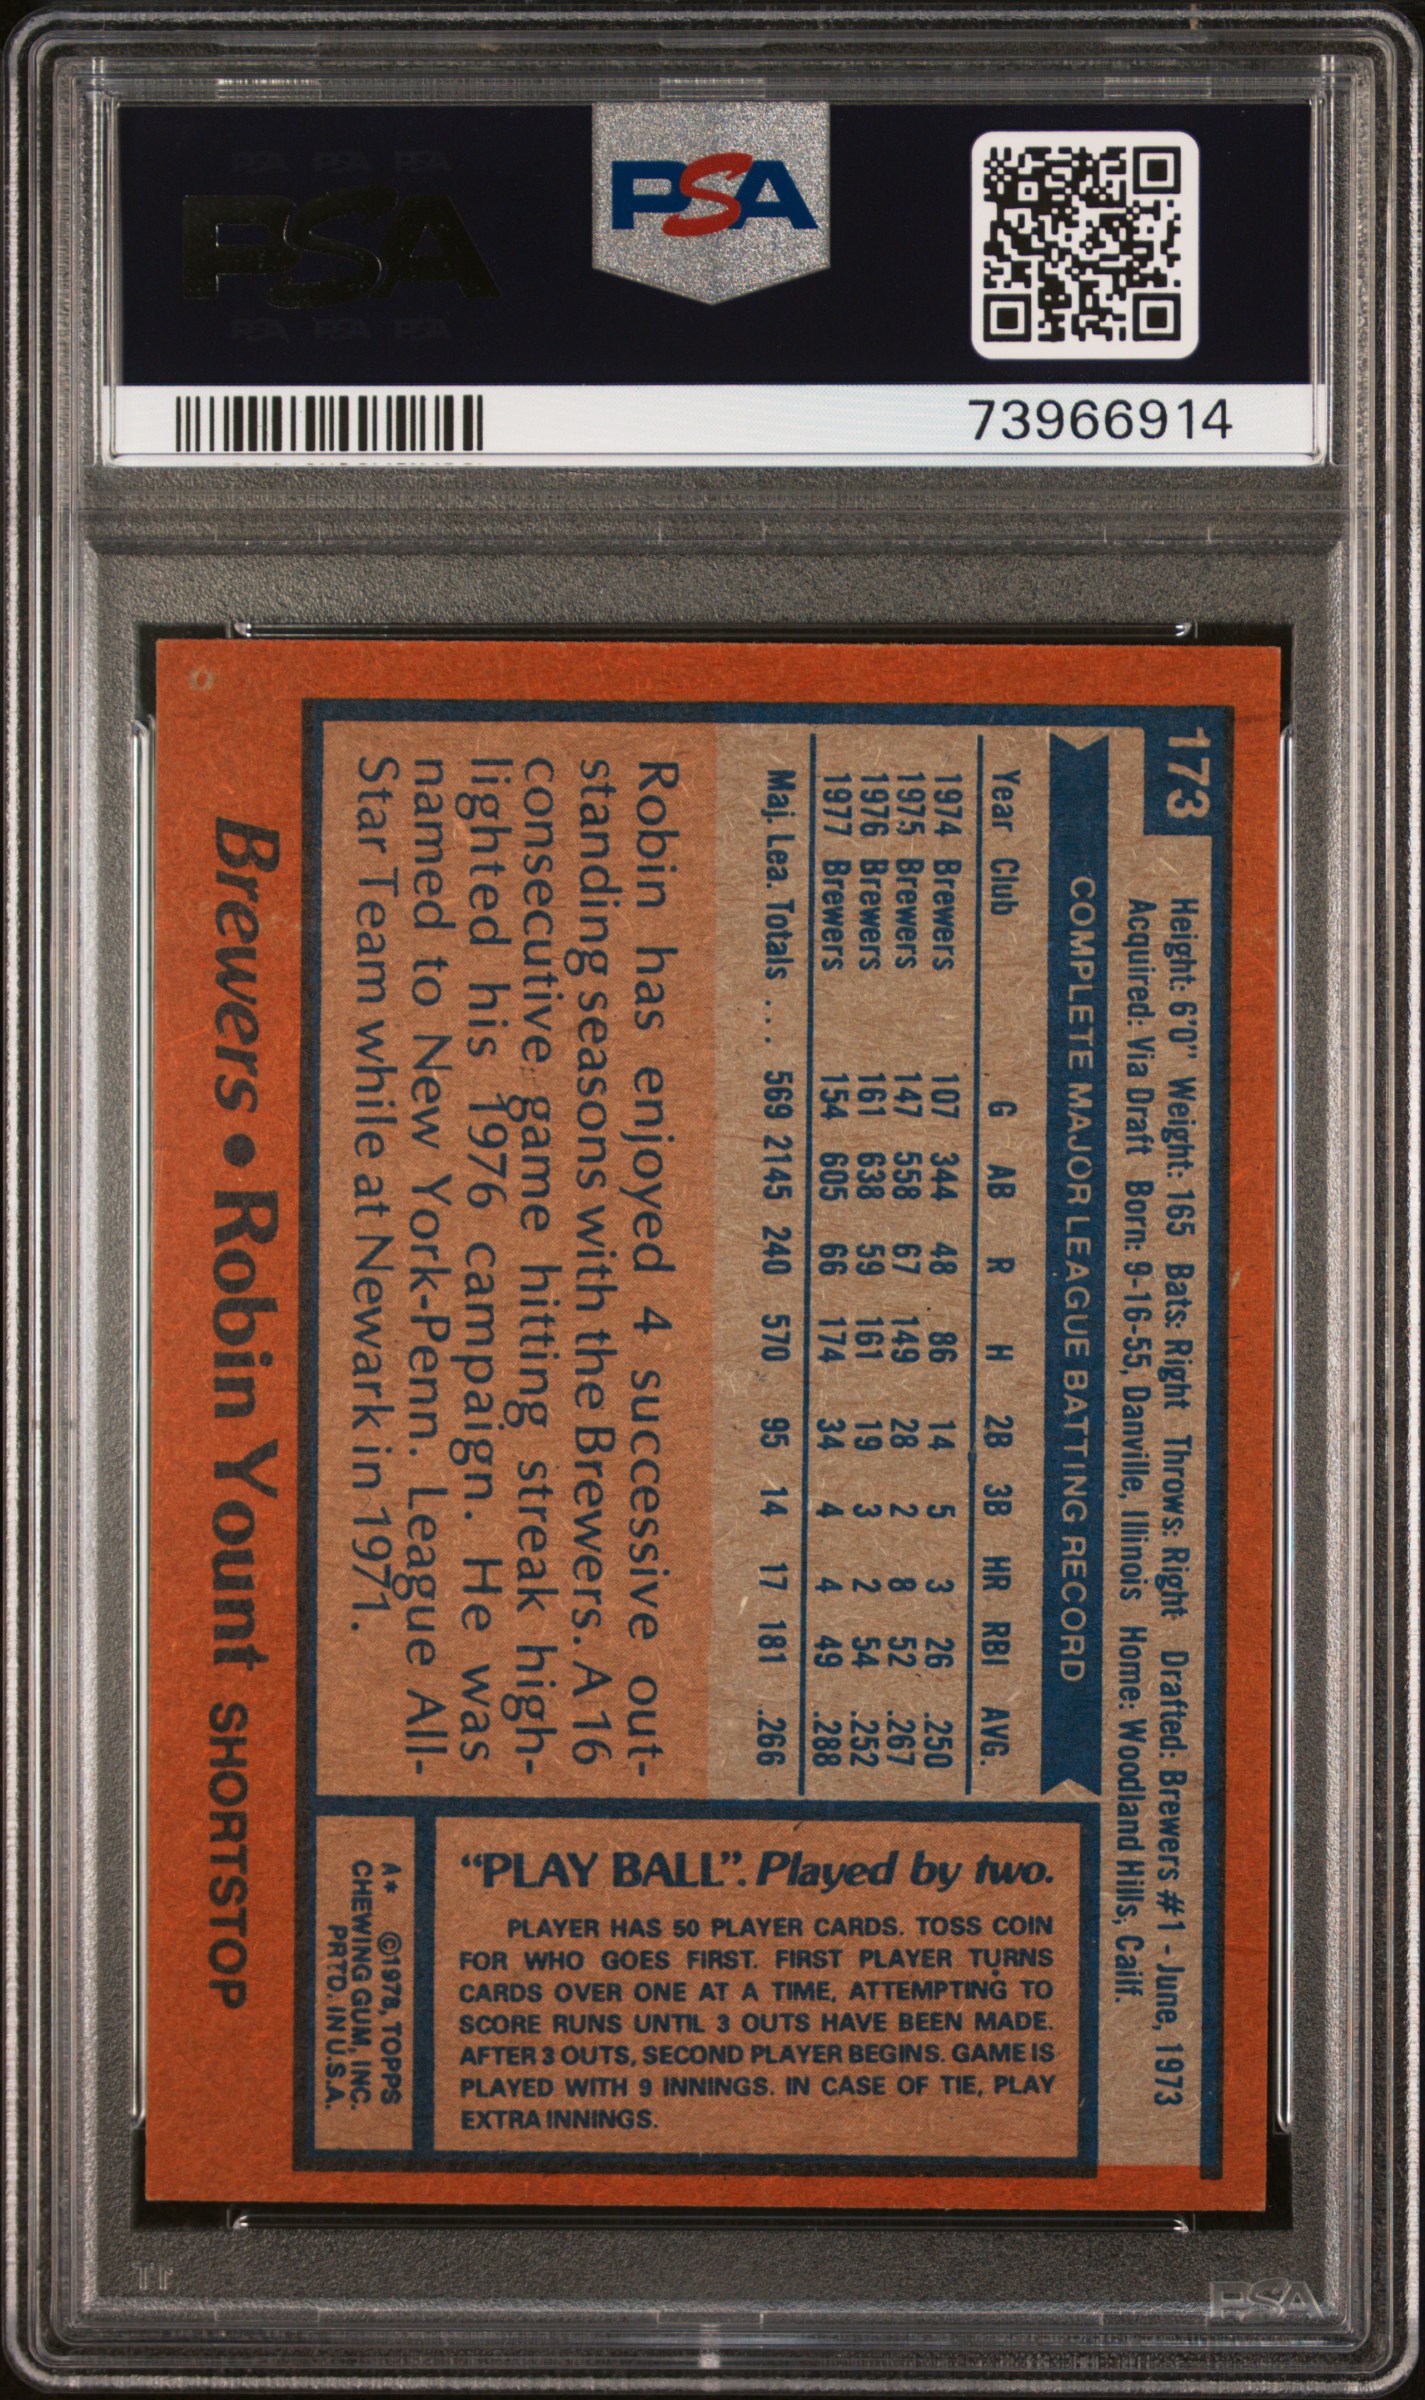 PSA PSA PSA
PSA
PSA PSA PSA
PSA
73966914
173
Height: 6'0" Weight: 165 Bats: Right Throws: Right Drafted: Brewers #1 - June, 1973
Acquired: Via Draft Born: 9-16-55, Danville, Illinois Home: Woodland Hills, Calif.
COMPLETE MAJOR LEAGUE BATTING RECORD
Year Club G AB R H 2B 3B HR RBI AVG.
1974 Brewers 107 344 48 86 14 5 3 26 .250
1975 Brewers 147 558 67 149 28 2 8 52 .267
1976 Brewers 161 638 59 161 19 3 2 54 .252
1977 Brewers 154 605 66 174 34 4 4 49 .288
Maj. Lea. Totals ... 569 2145 240 570 95 14 17 181 .266
Robin has enjoyed 4 successive out-
standing seasons with the Brewers. A 16
consecutive game hitting streak high-
lighted his 1976 campaign. He was
named to New York-Penn. League All-
Star Team while at Newark in 1971.
Brewers • Robin Yount SHORTSTOP
"PLAY BALL". Played by two.
PLAYER HAS 50 PLAYER CARDS. TOSS COIN
FOR WHO GOES FIRST. FIRST PLAYER TURNS
CARDS OVER ONE AT A TIME, ATTEMPTING TO
SCORE RUNS UNTIL 3 OUTS HAVE BEEN MADE.
AFTER 3 OUTS, SECOND PLAYER BEGINS. GAME IS
PLAYED WITH 9 INNINGS. IN CASE OF TIE, PLAY
EXTRA INNINGS.
A* ©1978, TOPPS
CHEWING GUM, INC.
PRTD. IN U.S.A.
PSA